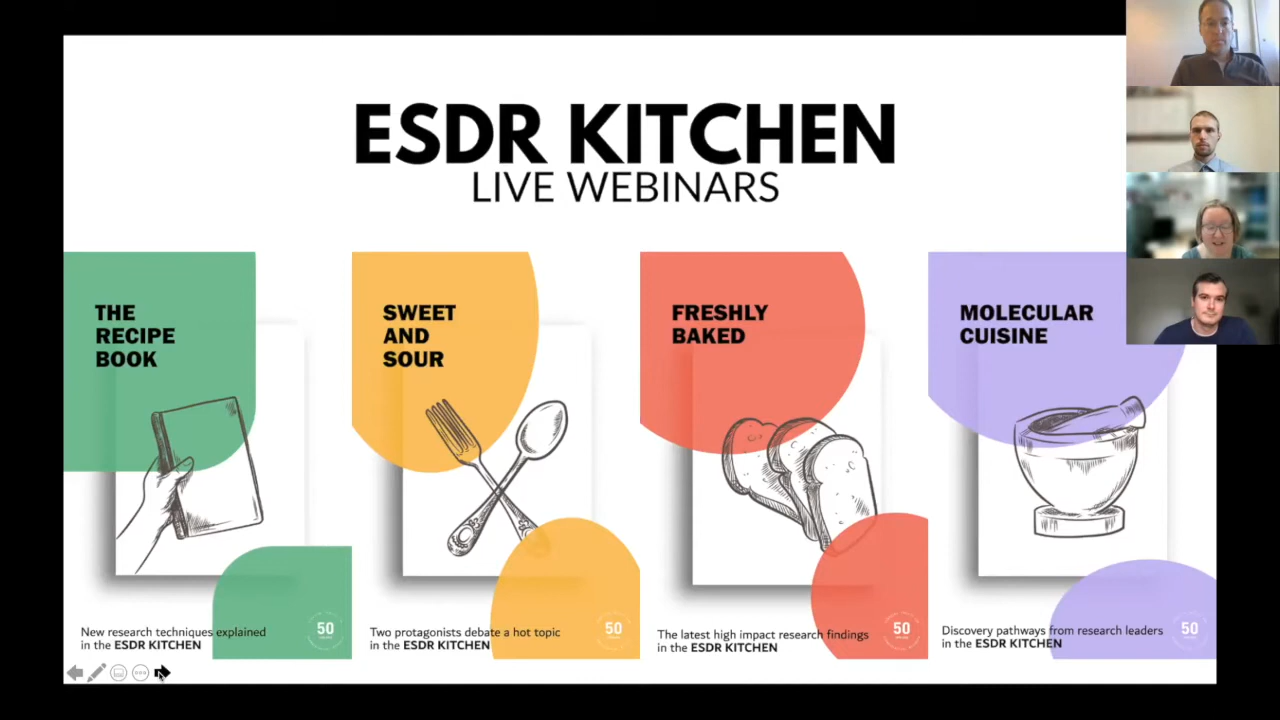 ESDR KITCHEN
LIVE WEBINARS
THE
RECIPE
BOOK
New research techniques explained
in the ESDR KITCHEN
50
SWEET
AND
SOUR
Two protagonists debate a hot topic
in the ESDR KITCHEN
50
FRESHLY
BAKED
The latest high impact research findings
in the ESDR KITCHEN
50
MOLECULAR
CUISINE
Discovery pathways from research leaders
in the ESDR KITCHEN
50